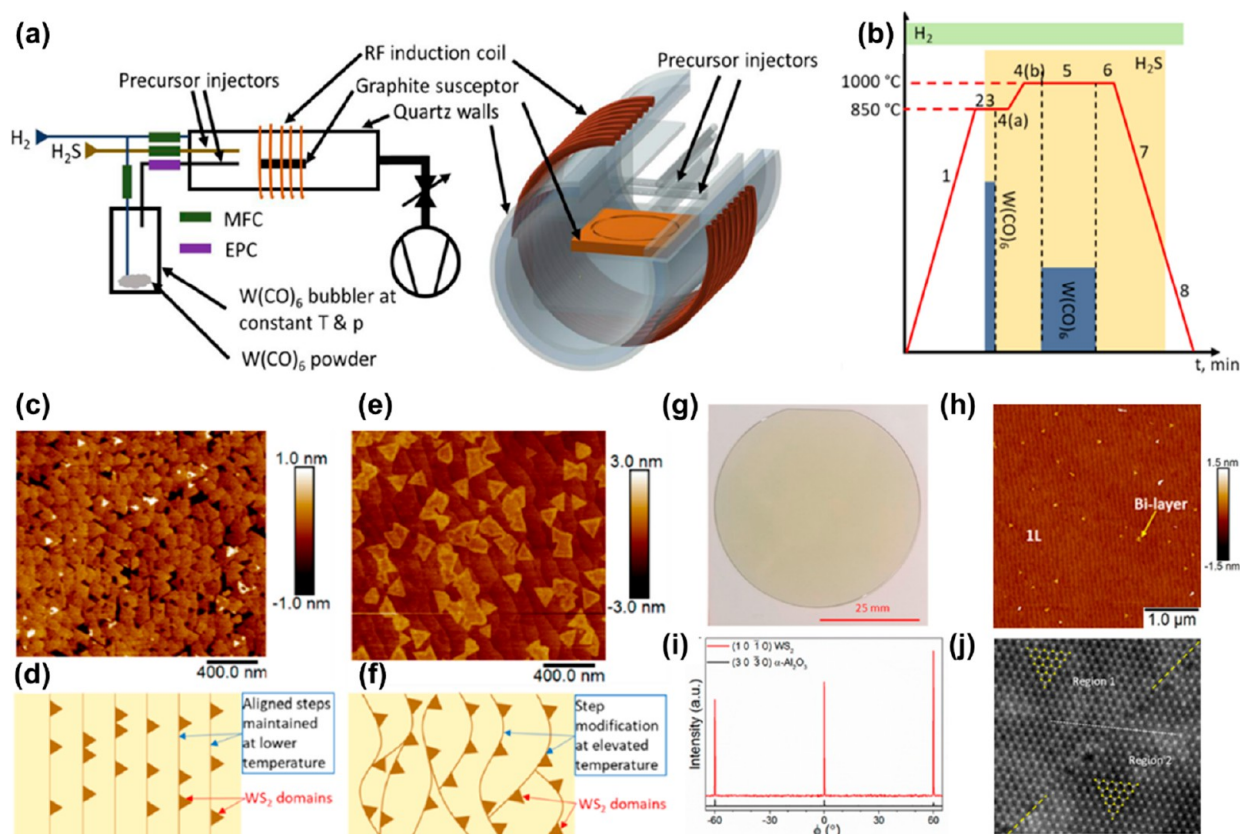 (a)
RF induction coil
Precursor injectors
Graphite susceptor
Quartz walls
Precursor injectors
H₂
H₂S
MFC
EPC
W(CO)₆ bubbler at
constant T & p
W(CO)₆ powder
(b)
H₂
H₂S
1000 °C
850 °C
1
23
4(a)
4(b)
5
6
7
8
W(CO)₆
W(CO)₆
t, min
(c)
1.0 nm
-1.0 nm
400.0 nm
(e)
3.0 nm
-3.0 nm
400.0 nm
(g)
25 mm
(h)
1L
Bi-layer
1.5 nm
-1.5 nm
1.0 µm
(d)
Aligned steps
maintained
at lower
temperature
WS₂ domains
(f)
Step
modification
at elevated
temperature
WS₂ domains
(i)
(1 0 1̄ 0) WS₂
(3 0 3̄ 0) α-Al₂O₃
Intensity (a.u.)
-60
-30
0
30
60
ϕ (°)
(j)
Region 1
Region 2